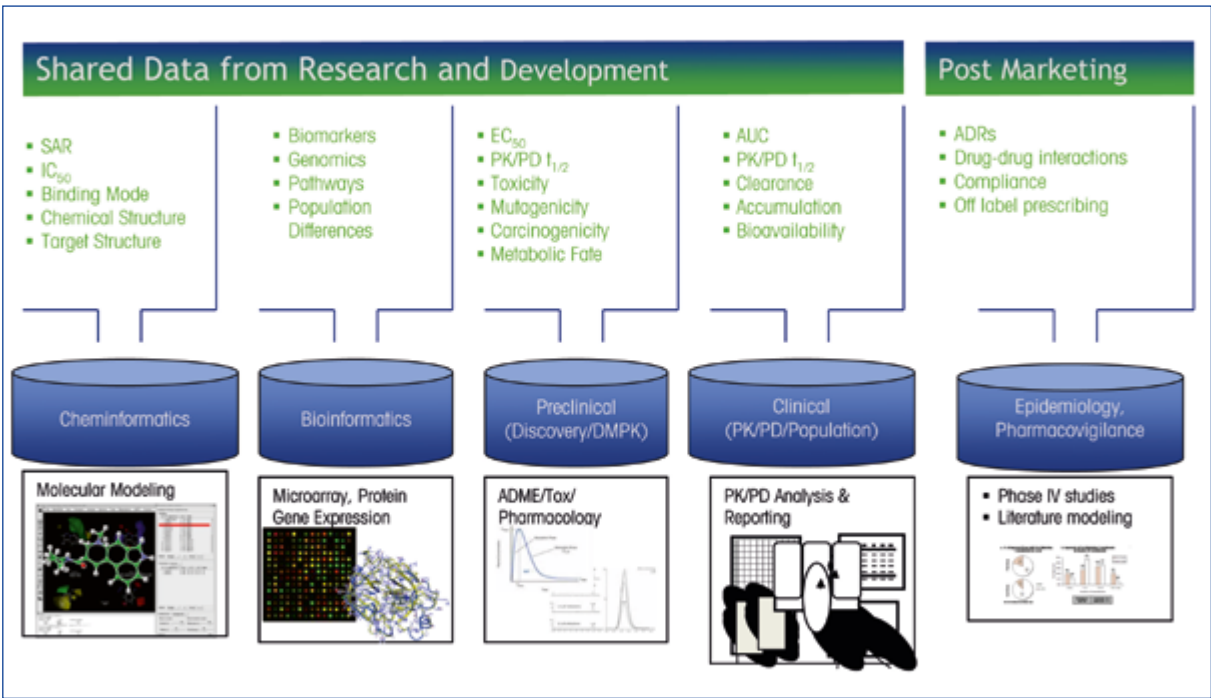 Shared Data from Research and Development
Post Marketing
▪ SAR
▪ IC50
▪ Binding Mode
▪ Chemical Structure
▪ Target Structure
▪ Biomarkers
▪ Genomics
▪ Pathways
▪ Population
Differences
▪ EC50
▪ PK/PD t1/2
▪ Toxicity
▪ Mutagenicity
▪ Carcinogenicity
▪ Metabolic Fate
▪ AUC
▪ PK/PD t1/2
▪ Clearance
▪ Accumulation
▪ Bioavailability
▪ ADRs
▪ Drug-drug interactions
▪ Compliance
▪ Off label prescribing
Cheminformatics
Bioinformatics
Preclinical
(Discovery/DMPK)
Clinical
(PK/PD/Population)
Epidemiology,
Pharmacovigilance
Molecular Modeling
Microarray, Protein
Gene Expression
ADME/Tox/
Pharmacology
PK/PD Analysis &
Reporting
▪ Phase IV studies
▪ Literature modeling